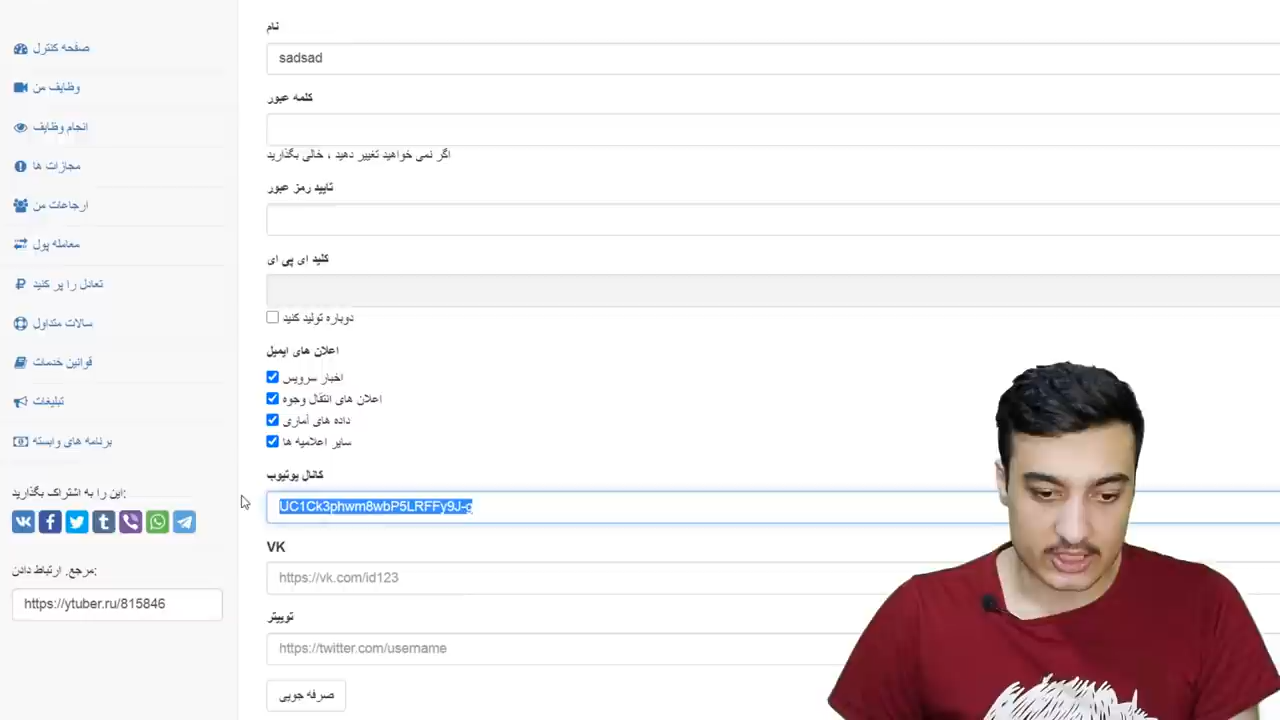 صفحه کنترل
وظایف من
انجام وظایف
مجازات ها
ارجاعات من
معامله پول
تعادل را پر کنید
سالات متداول
قوانین خدمات
تبلیغات
برنامه های وابسته
این را به اشتراک بگذارید:
مرجع. ارتباط دادن:
https://ytuber.ru/815846
نام
sadsad
کلمه عبور
اگر نمی خواهید تغییر دهید ، خالی بگذارید
تایید رمز عبور
کلید ای پی ای
دوباره تولید کنید
اعلان های ایمیل
اخبار سرویس
اعلان های انتقال وجوه
داده های آماری
سایر اعلامیه ها
کانال یوتیوب
UC1Ck3phwm8wbP5LRFFy9J-g
VK
https://vk.com/id123
توییتر
https://twitter.com/username
صرفه جویی